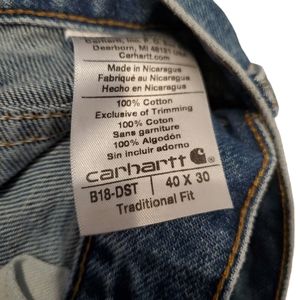 Carhartt, Inc. P.O.
Dearborn, MI 48121 USA
Carhartt.com
Made in Nicaragua
Fabriqué au Nicaragua
Hecho en Nicaragua
100% Cotton
Exclusive of Trimming
100% Coton
Sans garniture
100% Algodón
Sin incluir adorno
carhartt
B18-DST 40 X 30
Traditional Fit